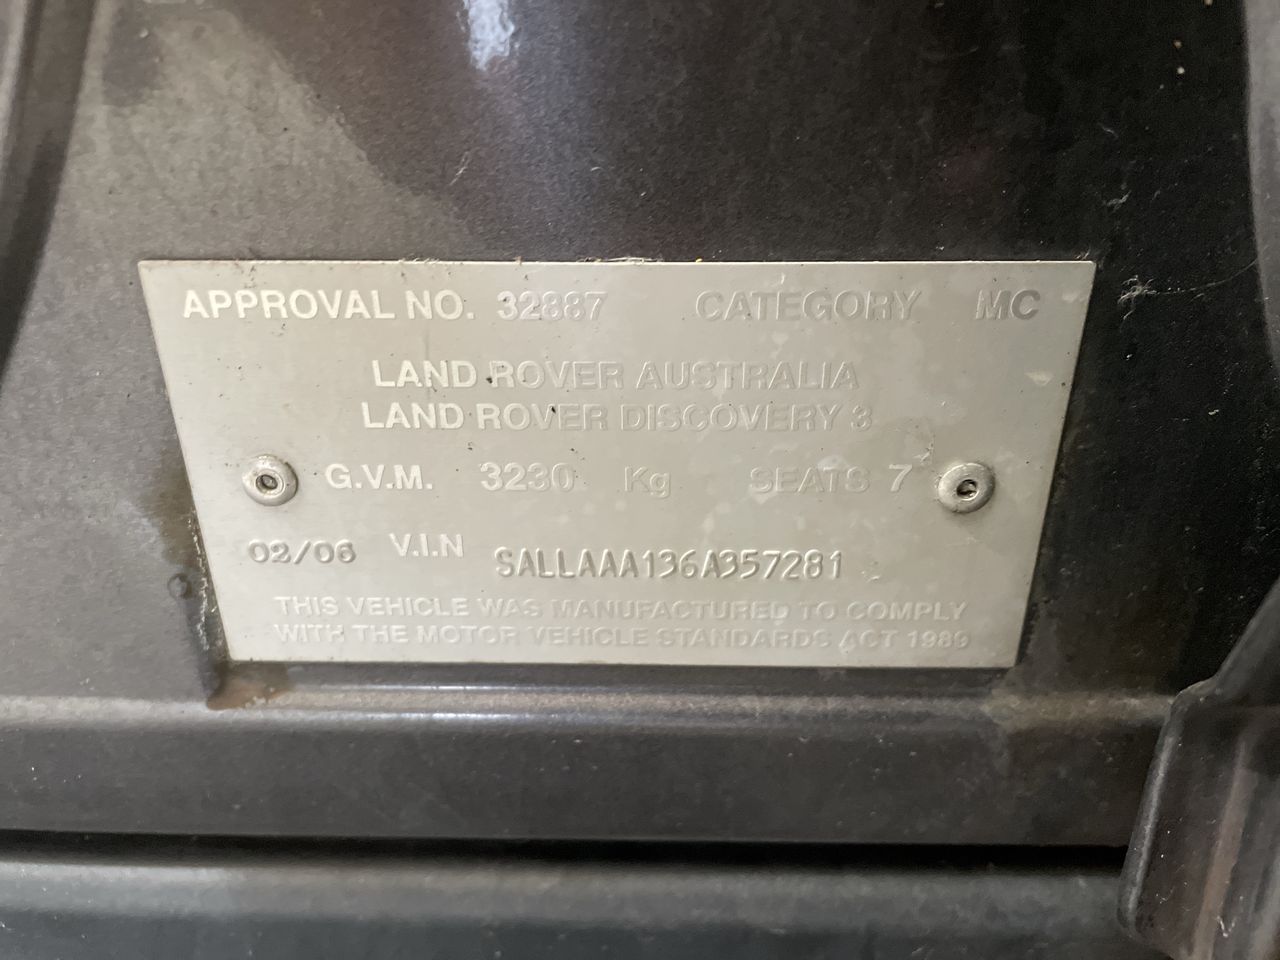 APPROVAL NO. 32887 CATEGORY MC
LAND ROVER AUSTRALIA
LAND ROVER DISCOVERY 3
G.V.M. 3230 Kg SEATS 7
02/06 V.I.N SALLAAA136A357281
THIS VEHICLE WAS MANUFACTURED TO COMPLY
WITH THE MOTOR VEHICLE STANDARDS ACT 1989